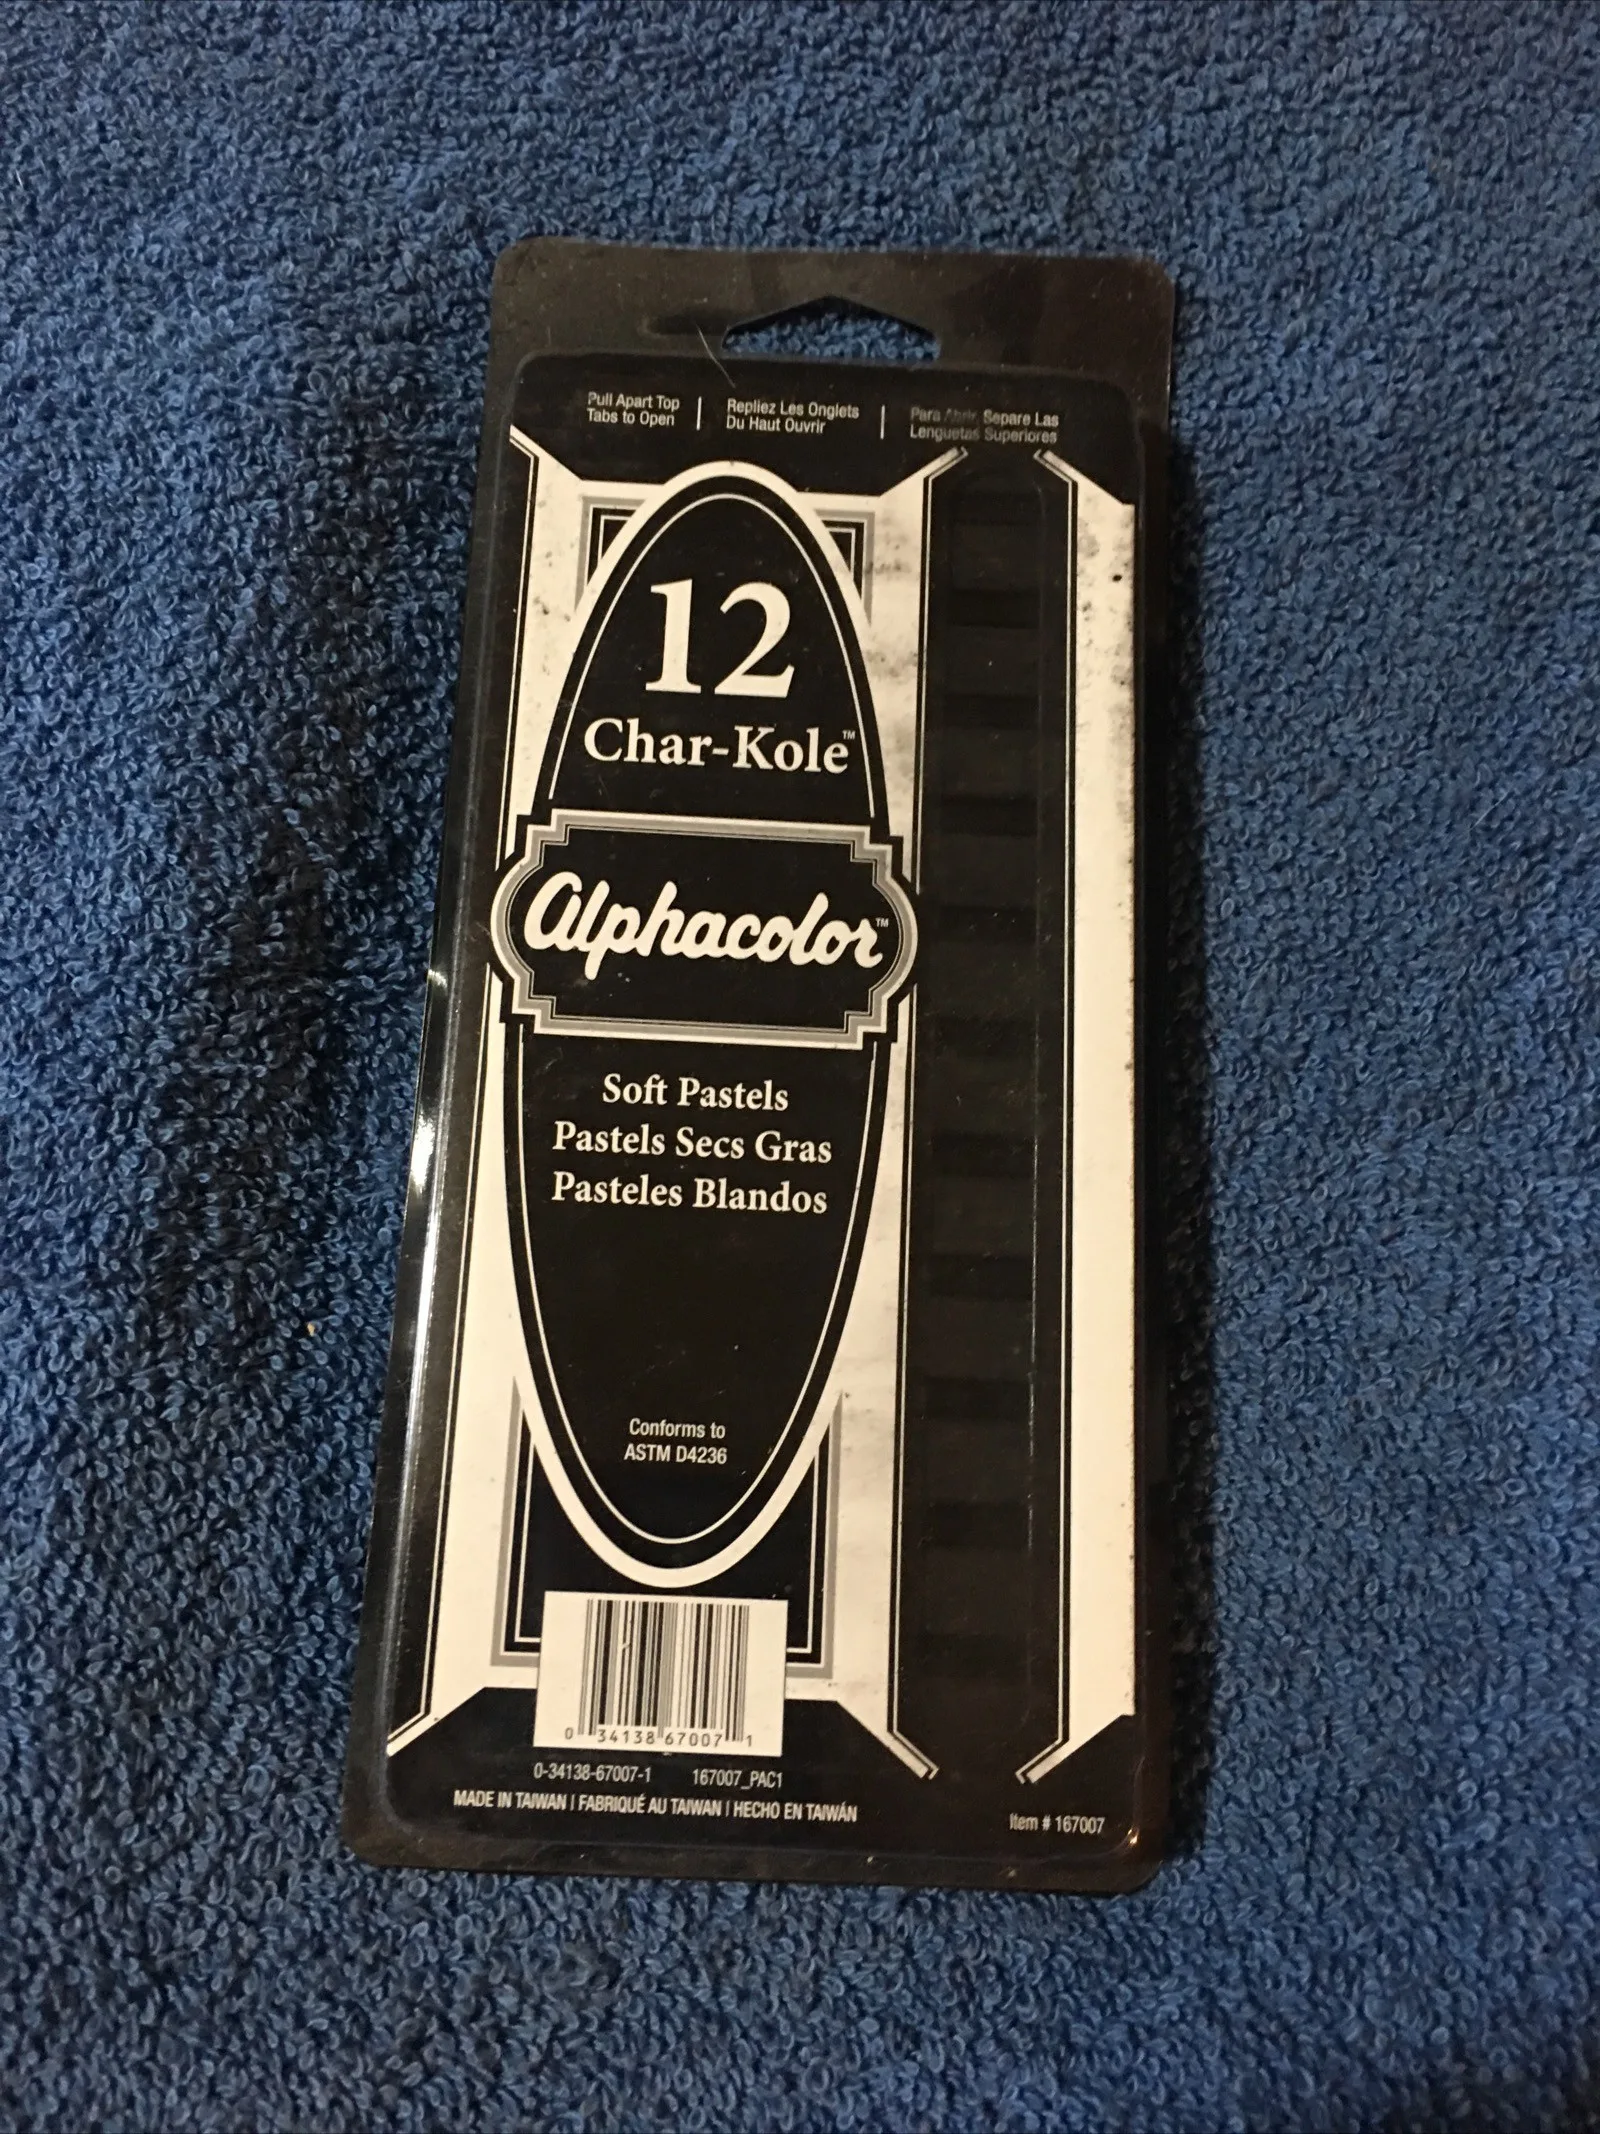 Pull Apart Top
Tabs to Open
Repliez Les Onglets
Du Haut Ouvrir
Para Abrir, Separe Las
Lenguetas Superiores
12
Char-Kole™
Alphacolor™
Soft Pastels
Pastels Secs Gras
Pasteles Blandos
Conforms to
ASTM D4236
0 34138 67007 1
0-34138-67007-1 167007_PAC1
MADE IN TAIWAN | FABRIQUÉ AU TAIWAN | HECHO EN TAIWÁN
Item # 167007